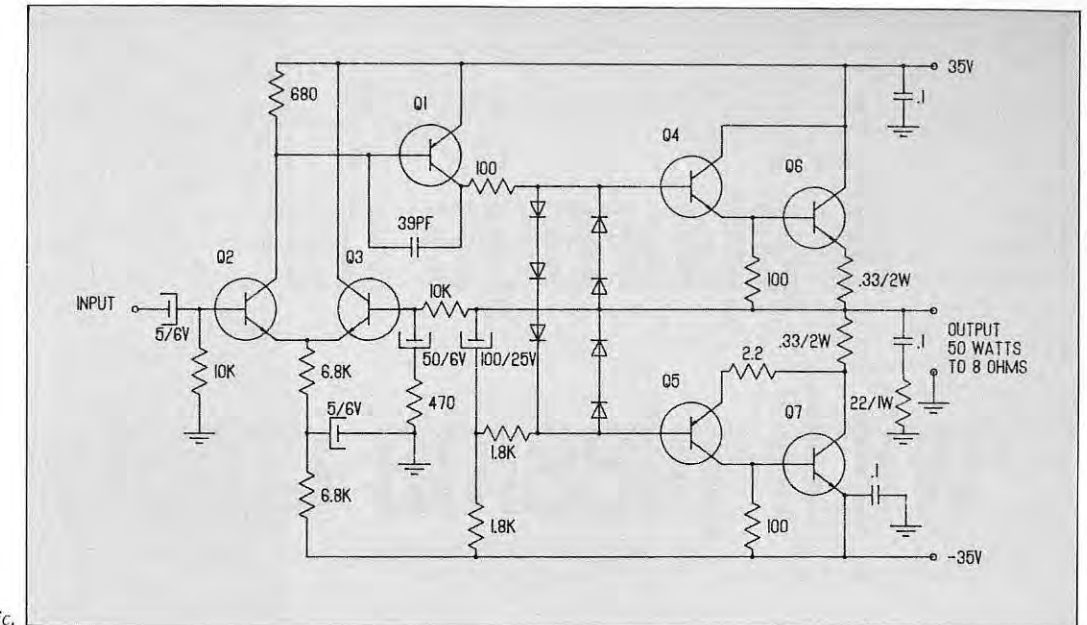 35V
680
Q1
.1
Q4
100
Q6
39PF
Q2
Q3
100
.33/2W
INPUT
10K
5/6V
50/6V
100/25V
.33/2W
.1
OUTPUT
50 WATTS
TO 8 OHMS
2.2
10K
6.8K
470
Q5
22/1W
5/6V
Q7
1.8K
.1
6.8K
1.8K
100
-35V